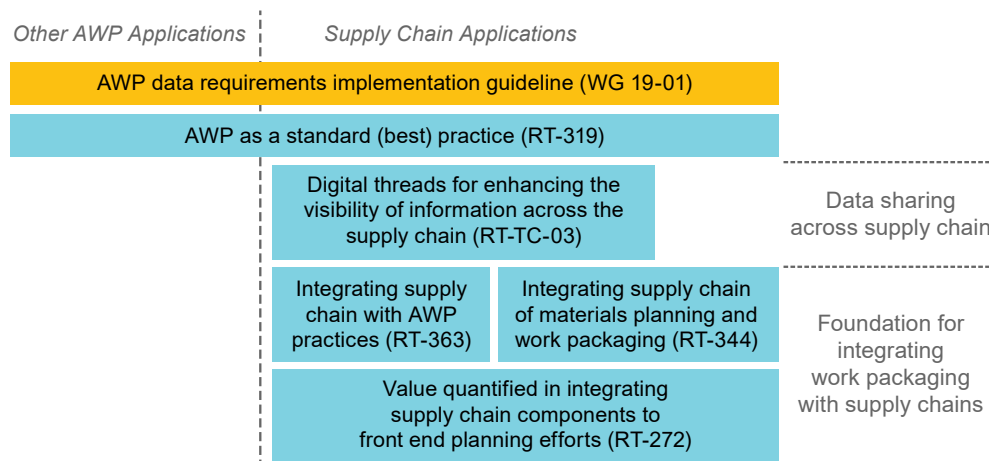 Other AWP Applications
Supply Chain Applications
AWP data requirements implementation guideline (WG 19-01)
AWP as a standard (best) practice (RT-319)
Digital threads for enhancing the
visibility of information across the
supply chain (RT-TC-03)
Data sharing
across supply chain
Integrating supply
chain with AWP
practices (RT-363)
Integrating supply chain
of materials planning and
work packaging (RT-344)
Foundation for
integrating
work packaging
with supply chains
Value quantified in integrating
supply chain components to
front end planning efforts (RT-272)